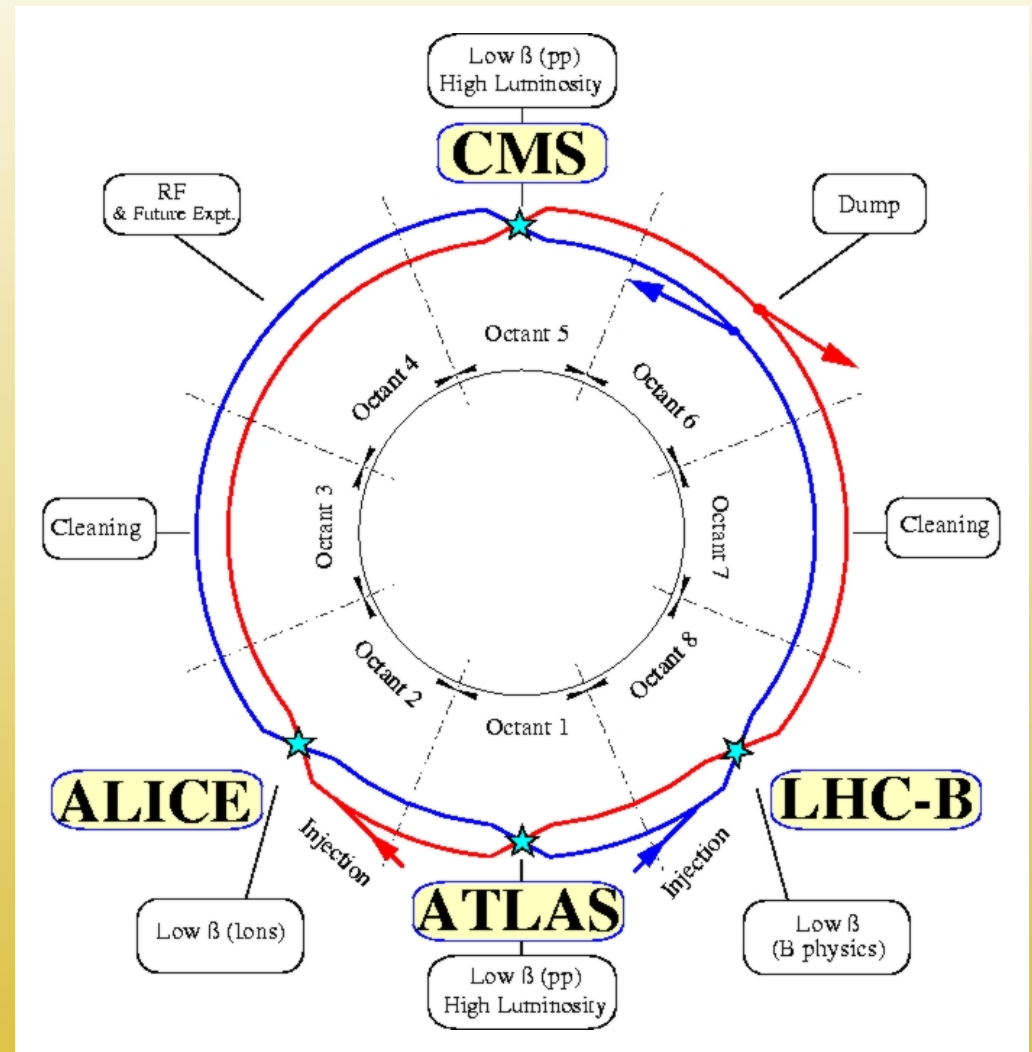 Low ß (pp)
High Luminosity
CMS
RF
& Future Expt.
Dump
Octant 5
Octant 4
Octant 6
Cleaning
Octant 3
Octant 7
Cleaning
Octant 2
Octant 8
Octant 1
ALICE
LHC-B
Injection
Injection
ATLAS
Low ß (Ions)
Low ß
(B physics)
Low ß (pp)
High Luminosity